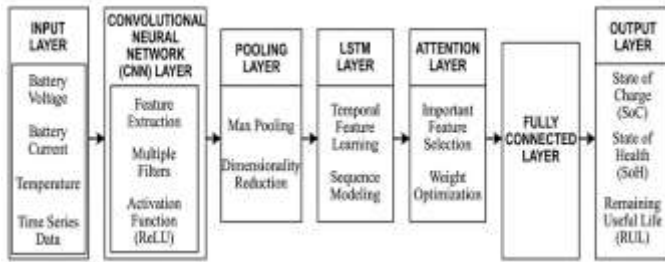 INPUT
LAYER
Battery
Voltage
Battery
Current
Temperature
Time Series
Data
CONVOLUTIONAL
NEURAL
NETWORK
(CNN) LAYER
Feature
Extraction
Multiple
Filters
Activation
Function
(ReLU)
POOLING
LAYER
Max Pooling
Dimensionality
Reduction
LSTM
LAYER
Temporal
Feature
Learning
Sequence
Modeling
ATTENTION
LAYER
Important
Feature
Selection
Weight
Optimization
FULLY
CONNECTED
LAYER
OUTPUT
LAYER
State of
Charge
(SoC)
State of
Health
(SoH)
Remaining
Useful Life
(RUL)